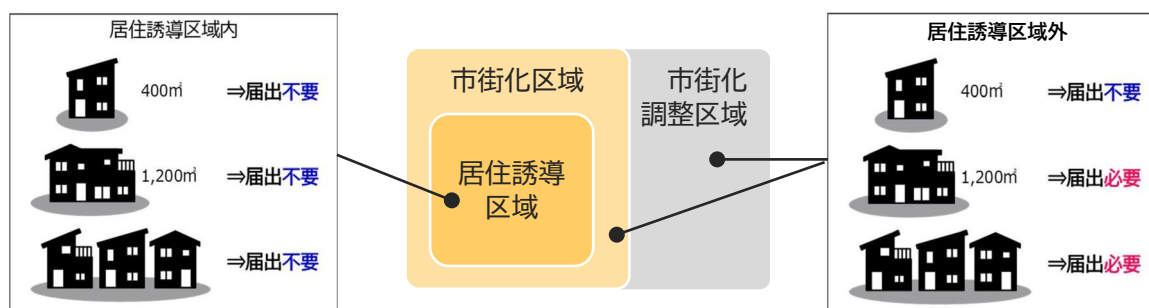 居住誘導区域内
400㎡ ⇒届出不要
1,200㎡ ⇒届出不要
⇒届出不要
市街化区域
居住誘導
区域
市街化
調整区域
居住誘導区域外
400㎡ ⇒届出不要
1,200㎡ ⇒届出必要
⇒届出必要